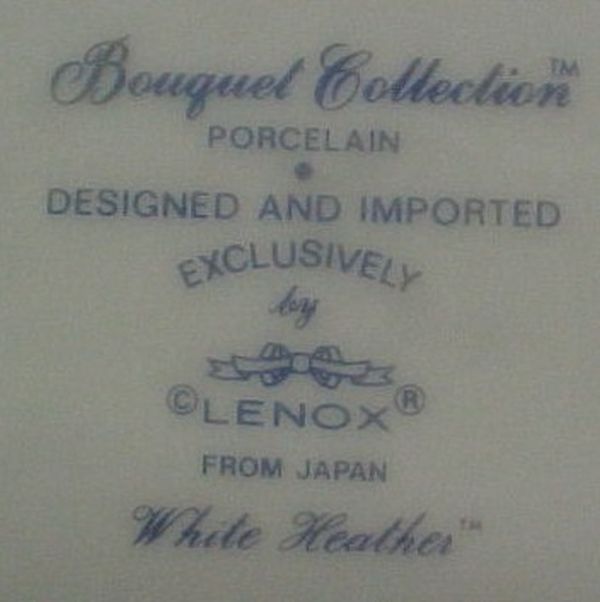 Bouquet Collection™
PORCELAIN
•
DESIGNED AND IMPORTED
EXCLUSIVELY
by
©LENOX®
FROM JAPAN
White Heather™